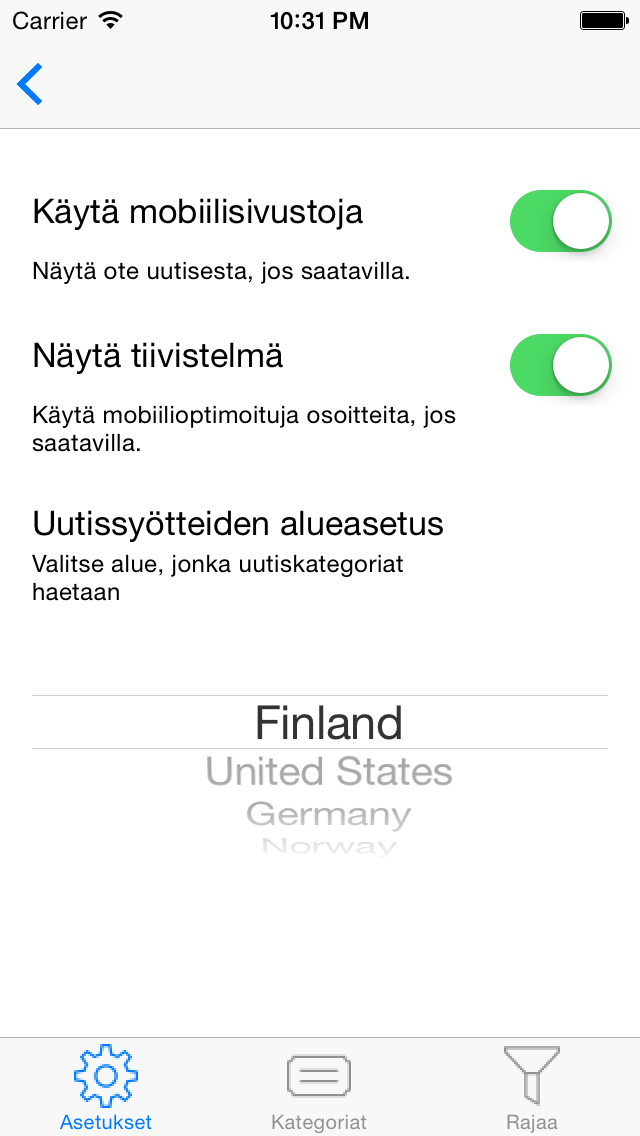 Carrier 10:31 PM
Käytä mobiilisivustoja
Näytä ote uutisesta, jos saatavilla.
Näytä tiivistelmä
Käytä mobiilioptimoituja osoitteita, jos
saatavilla.
Uutissyötteiden alueasetus
Valitse alue, jonka uutiskategoriat
haetaan
Finland
United States
Germany
Norway
Asetukset Kategoriat Rajaa